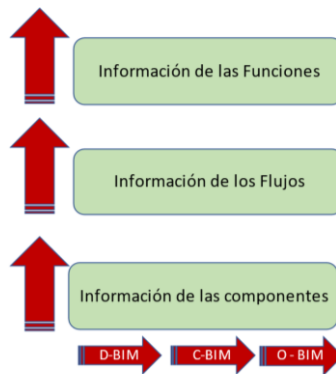 Información de las Funciones
Información de los Flujos
Información de las componentes
D-BIM C-BIM O - BIM